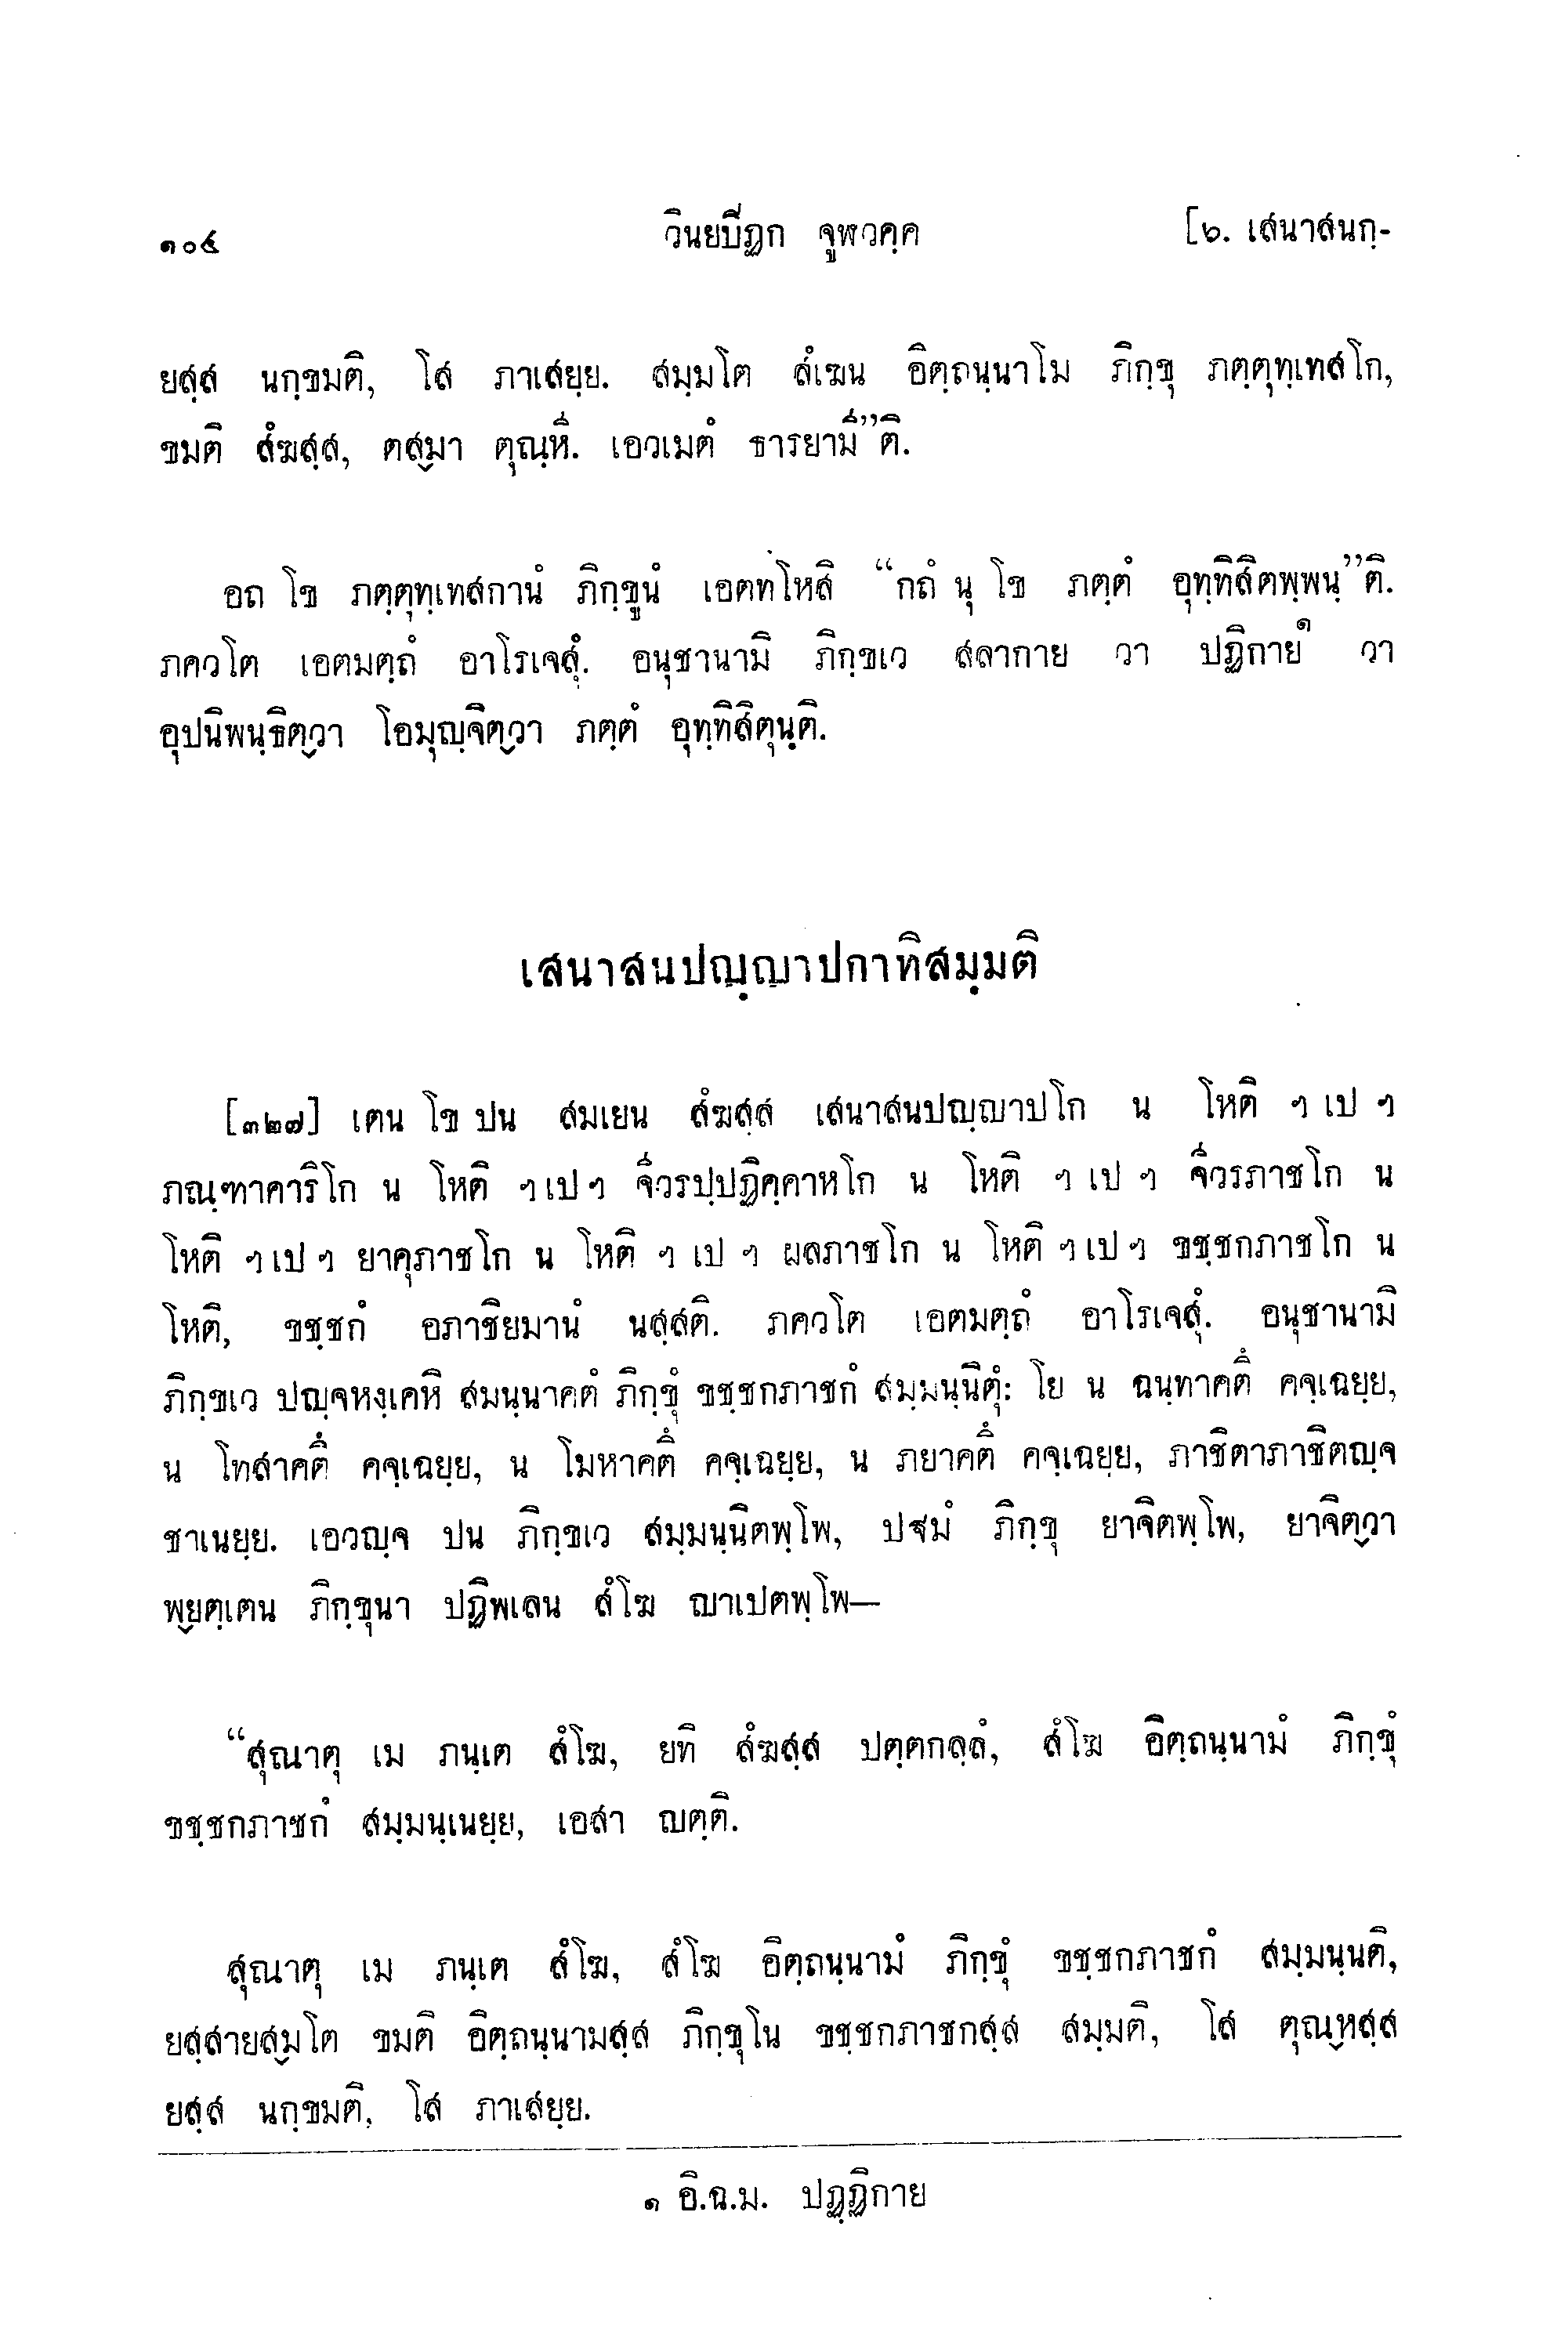 ๑๐๔ วินยปิฏก จูฬวคฺค [๖. เสนาสนกฺ-
ยสฺส นกฺขมติ, โส ภาเสยฺย. สมฺมโต สํเฆน อิตฺถนฺนาโม ภิกฺขุ ภตฺตุทฺเทสโก,
ขมติ สํฆสฺส, ตสฺมา ตุณฺหี. เอวเมตํ ธารยามี”ติ.
อถ โข ภตฺตุทฺเทสกานํ ภิกฺขูนํ เอตทโหสิ “กถํ นุ โข ภตฺตํ อุทฺทิสิตพฺพนฺ”ติ.
ภควโต เอตมตฺถํ อาโรเจสุํ. อนุชานามิ ภิกฺขเว สลากาย วา ปฏิกาย๑ วา
อุปนิพนฺธิตฺวา โอมุญฺจิตฺวา ภตฺตํ อุทฺทิสิตุนฺติ.
เสนาสนปญฺญาปกาทิสมฺมติ
[๓๒๗] เตน โข ปน สมเยน สํฆสฺส เสนาสนปญฺญาปโก น โหติ ฯ เป ฯ
ภณฺฑาคาริโก น โหติ ฯ เป ฯ จีวรปฺปฏิคฺคาหโก น โหติ ฯ เป ฯ จีวรภาชโก น
โหติ ฯ เป ฯ ยาคุภาชโก น โหติ ฯ เป ฯ ผลภาชโก น โหติ ฯ เป ฯ ขชฺชกภาชโก น
โหติ, ขชฺชกํ อภาชิยมานํ นสฺสติ. ภควโต เอตมตฺถํ อาโรเจสุํ. อนุชานามิ
ภิกฺขเว ปญฺจหงฺเคหิ สมนฺนาคตํ ภิกฺขุํ ขชฺชกภาชกํ สมฺมนฺนิตุํ: โย น ฉนฺทาคตึ คจฺเฉยฺย,
น โทสาคตึ คจฺเฉยฺย, น โมหาคตึ คจฺเฉยฺย, น ภยาคตึ คจฺเฉยฺย, ภาชิตาภาชิตญฺจ
ชาเนยฺย. เอวญฺจ ปน ภิกฺขเว สมฺมนฺนิตพฺโพ, ปฐมํ ภิกฺขุ ยาจิตพฺโพ, ยาจิตฺวา
พฺยตฺเตน ภิกฺขุนา ปฏิพเลน สํโฆ ญาเปตพฺโพ—
“สุณาตุ เม ภนฺเต สํโฆ, ยทิ สํฆสฺส ปตฺตกลฺลํ, สํโฆ อิตฺถนฺนามํ ภิกฺขุํ
ขชฺชกภาชกํ สมฺมนฺเนยฺย, เอสา ญตฺติ.
สุณาตุ เม ภนฺเต สํโฆ, สํโฆ อิตฺถนฺนามํ ภิกฺขุํ ขชฺชกภาชกํ สมฺมนฺนติ,
ยสฺสายสฺมโต ขมติ อิตฺถนฺนามสฺส ภิกฺขุโน ขชฺชกภาชกสฺส สมฺมติ, โส ตุณฺหสฺส
ยสฺส นกฺขมติ, โส ภาเสยฺย.
๑ อิ.ฉ.ม. ปฏฺฏิกาย